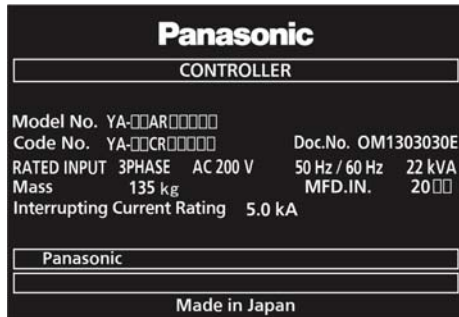 Panasonic
CONTROLLER
Model No. YA-□□AR□□□□□
Code No. YA-□□CR□□□□□ Doc.No. OM1303030E
RATED INPUT 3PHASE AC 200 V 50 Hz / 60 Hz 22 kVA
Mass 135 kg MFD.IN. 20□□
Interrupting Current Rating 5.0 kA
Panasonic
Made in Japan